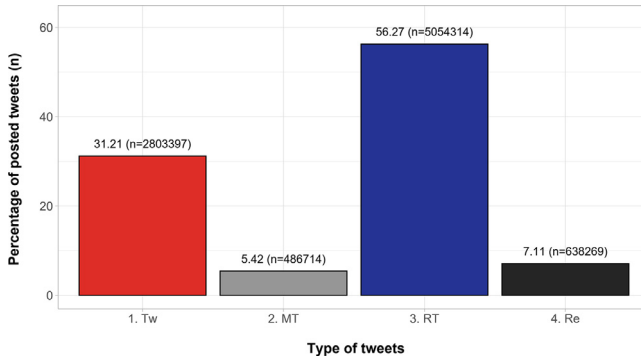 Percentage of posted tweets (n)
60
40
20
0
31.21 (n=2803397)
5.42 (n=486714)
56.27 (n=5054314)
7.11 (n=638269)
1. Tw
2. MT
3. RT
4. Re
Type of tweets